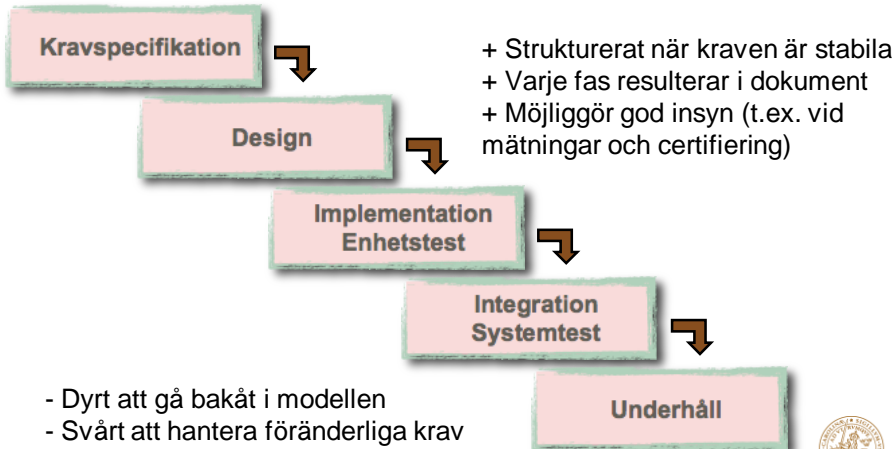 Kravspecifikation
+ Strukturerat när kraven är stabila
+ Varje fas resulterar i dokument
+ Möjliggör god insyn (t.ex. vid
mätningar och certifiering)
Design
Implementation
Enhetstest
Integration
Systemtest
Underhåll
- Dyrt att gå bakåt i modellen
- Svårt att hantera föränderliga krav